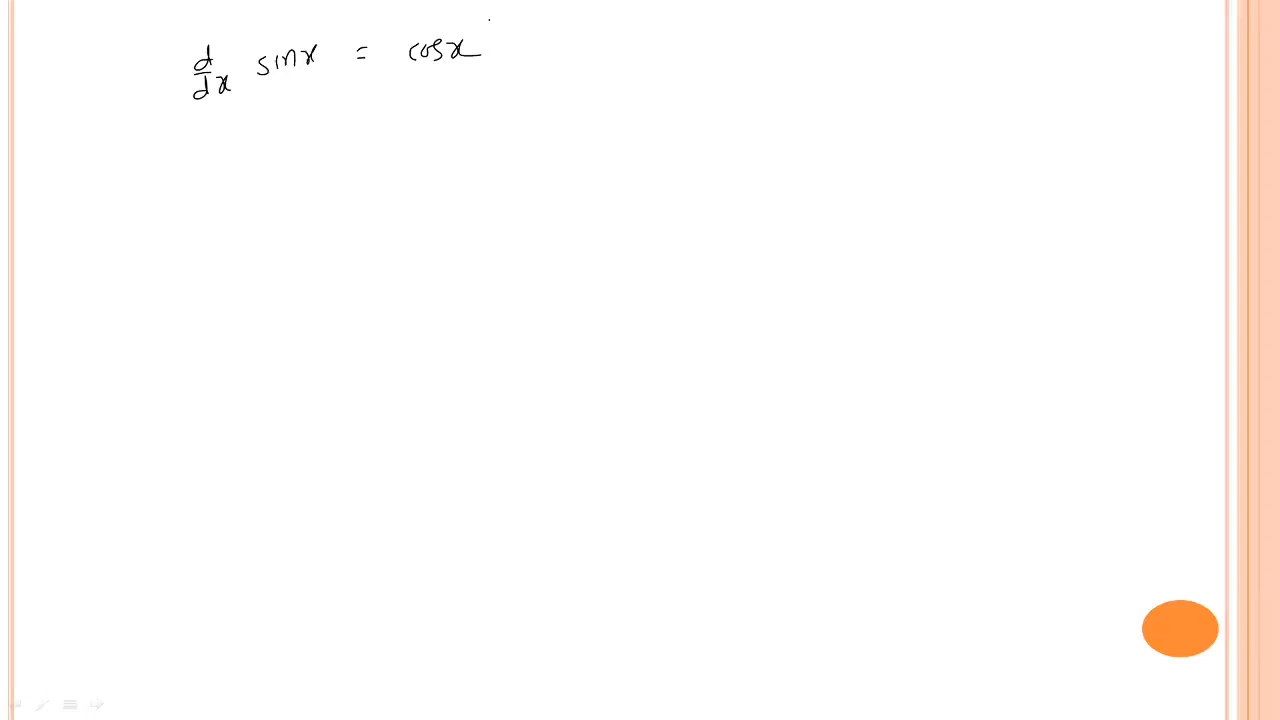 d/dx sinx = cosx